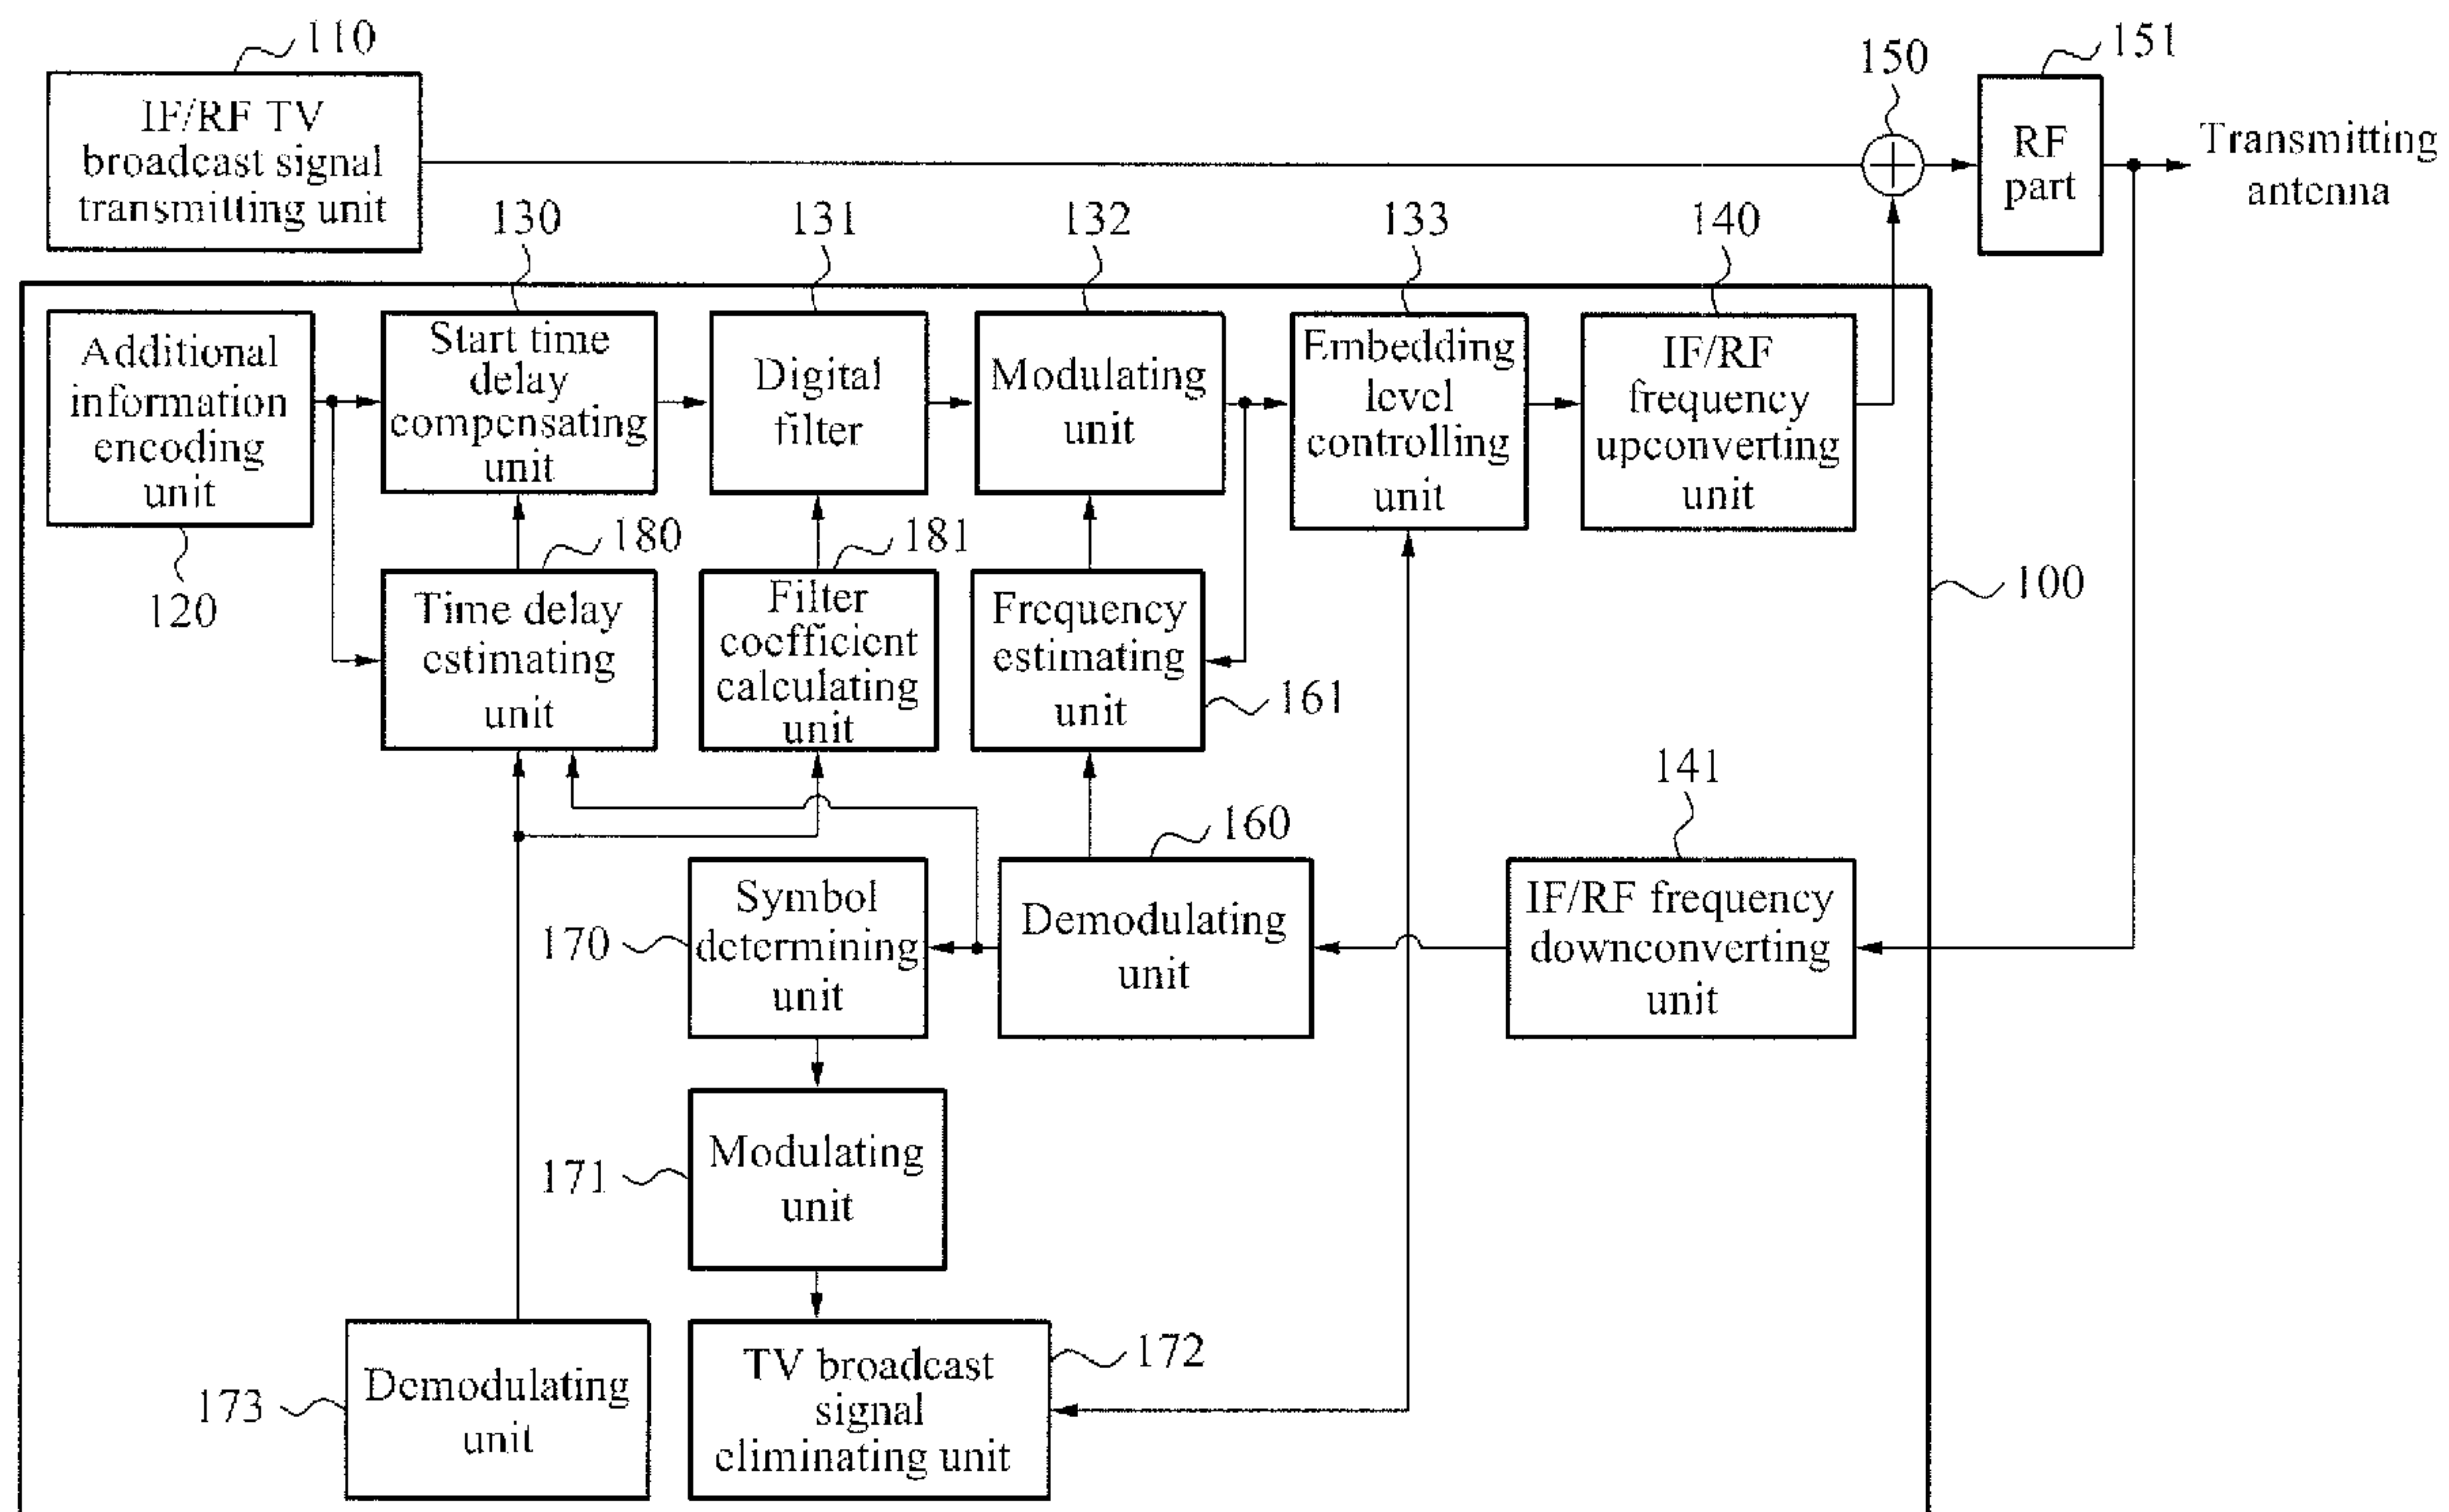 110
IF/RF TV
broadcast signal
transmitting unit
150
151
RF
part
Transmitting
antenna
130
131
132
133
140
Additional
information
encoding
unit
Start time
delay
compensating
unit
Digital
filter
Modulating
unit
Embedding
level
controlling
unit
IF/RF
frequency
upconverting
unit
120
180
181
100
Time delay
estimating
unit
Filter
coefficient
calculating
unit
Frequency
estimating
unit
161
141
160
170
Symbol
determining
unit
Demodulating
unit
IF/RF frequency
downconverting
unit
171
Modulating
unit
173
Demodulating
unit
TV broadcast
signal
eliminating unit
172